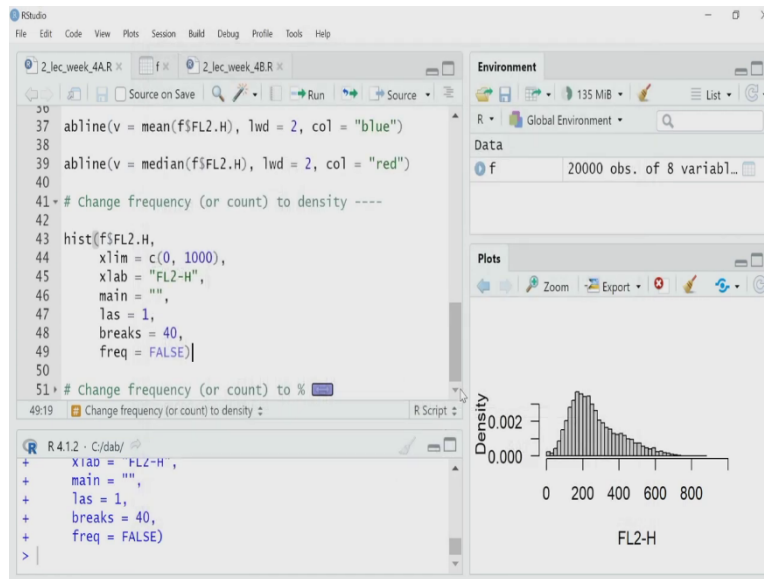 RStudio
File Edit Code View Plots Session Build Debug Profile Tools Help
2_lec_week_4A.R × f × 2_lec_week_4B.R ×
Source on Save Run Source
37 abline(v = mean(f$FL2.H), lwd = 2, col = "blue")
38
39 abline(v = median(f$FL2.H), lwd = 2, col = "red")
40
41 # Change frequency (or count) to density ----
42
43 hist(f$FL2.H,
44 xlim = c(0, 1000),
45 xlab = "FL2-H",
46 main = "",
47 las = 1,
48 breaks = 40,
49 freq = FALSE)
50
51 # Change frequency (or count) to %
49:19 # Change frequency (or count) to density R Script
R 4.1.2 · C:/dab/
+ xlab = "FL2-H",
+ main = "",
+ las = 1,
+ breaks = 40,
+ freq = FALSE)
>
Environment
135 MiB List
R Global Environment
Data
f 20000 obs. of 8 variabl…
Plots
Zoom Export
Density
0.002
0.000
0 200 400 600 800
FL2-H